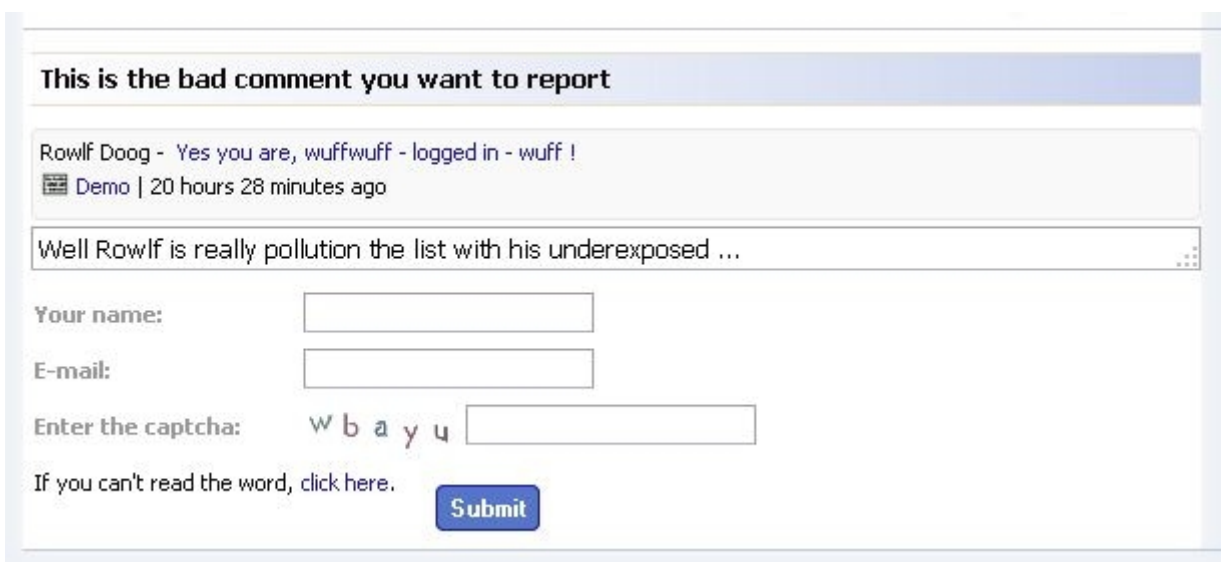 This is the bad comment you want to report
Rowlf Doog - Yes you are, wuffwuff - logged in - wuff !
Demo | 20 hours 28 minutes ago
Well Rowlf is really pollution the list with his underexposed ...
Your name:
E-mail:
Enter the captcha: w b a y u
If you can't read the word, click here.
Submit